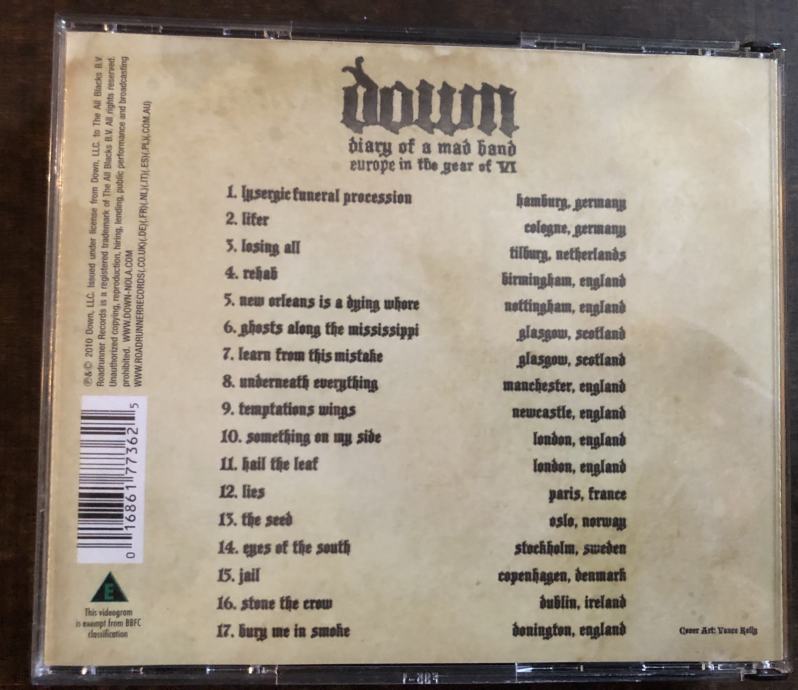 down
diary of a mad band
europe in the year of VI
1. lysergic funeral procession hamburg, germany
2. lifer cologne, germany
3. losing all tilburg, netherlands
4. rehab birmingham, england
5. new orleans is a dying whore nottingham, england
6. ghosts along the mississippi glasgow, scotland
7. learn from this mistake glasgow, scotland
8. underneath everything manchester, england
9. temptations wings newcastle, england
10. something on my side london, england
11. hail the leaf london, england
12. lies paris, france
13. the seed oslo, norway
14. eyes of the south stockholm, sweden
15. jail copenhagen, denmark
16. stone the crow dublin, ireland
17. bury me in smoke donington, england
Cover Art: Vance Kelly
℗&© 2010 Down, LLC. Issued under license from Down, LLC. to The All Blacks B.V.
Roadrunner Records is a registered trademark of The All Blacks B.V. All rights reserved.
Unauthorized copying, reproduction, hiring, lending, public performance and broadcasting
prohibited. WWW.DOWN-NOLA.COM
WWW.ROADRUNNERRECORDS(.CO.UK)(.DE)(.FR)(.NL)(.IT)(.ES)(.PL)(.COM.AU)
0 16861 77362 5
E
This videogram
is exempt from BBFC
classification